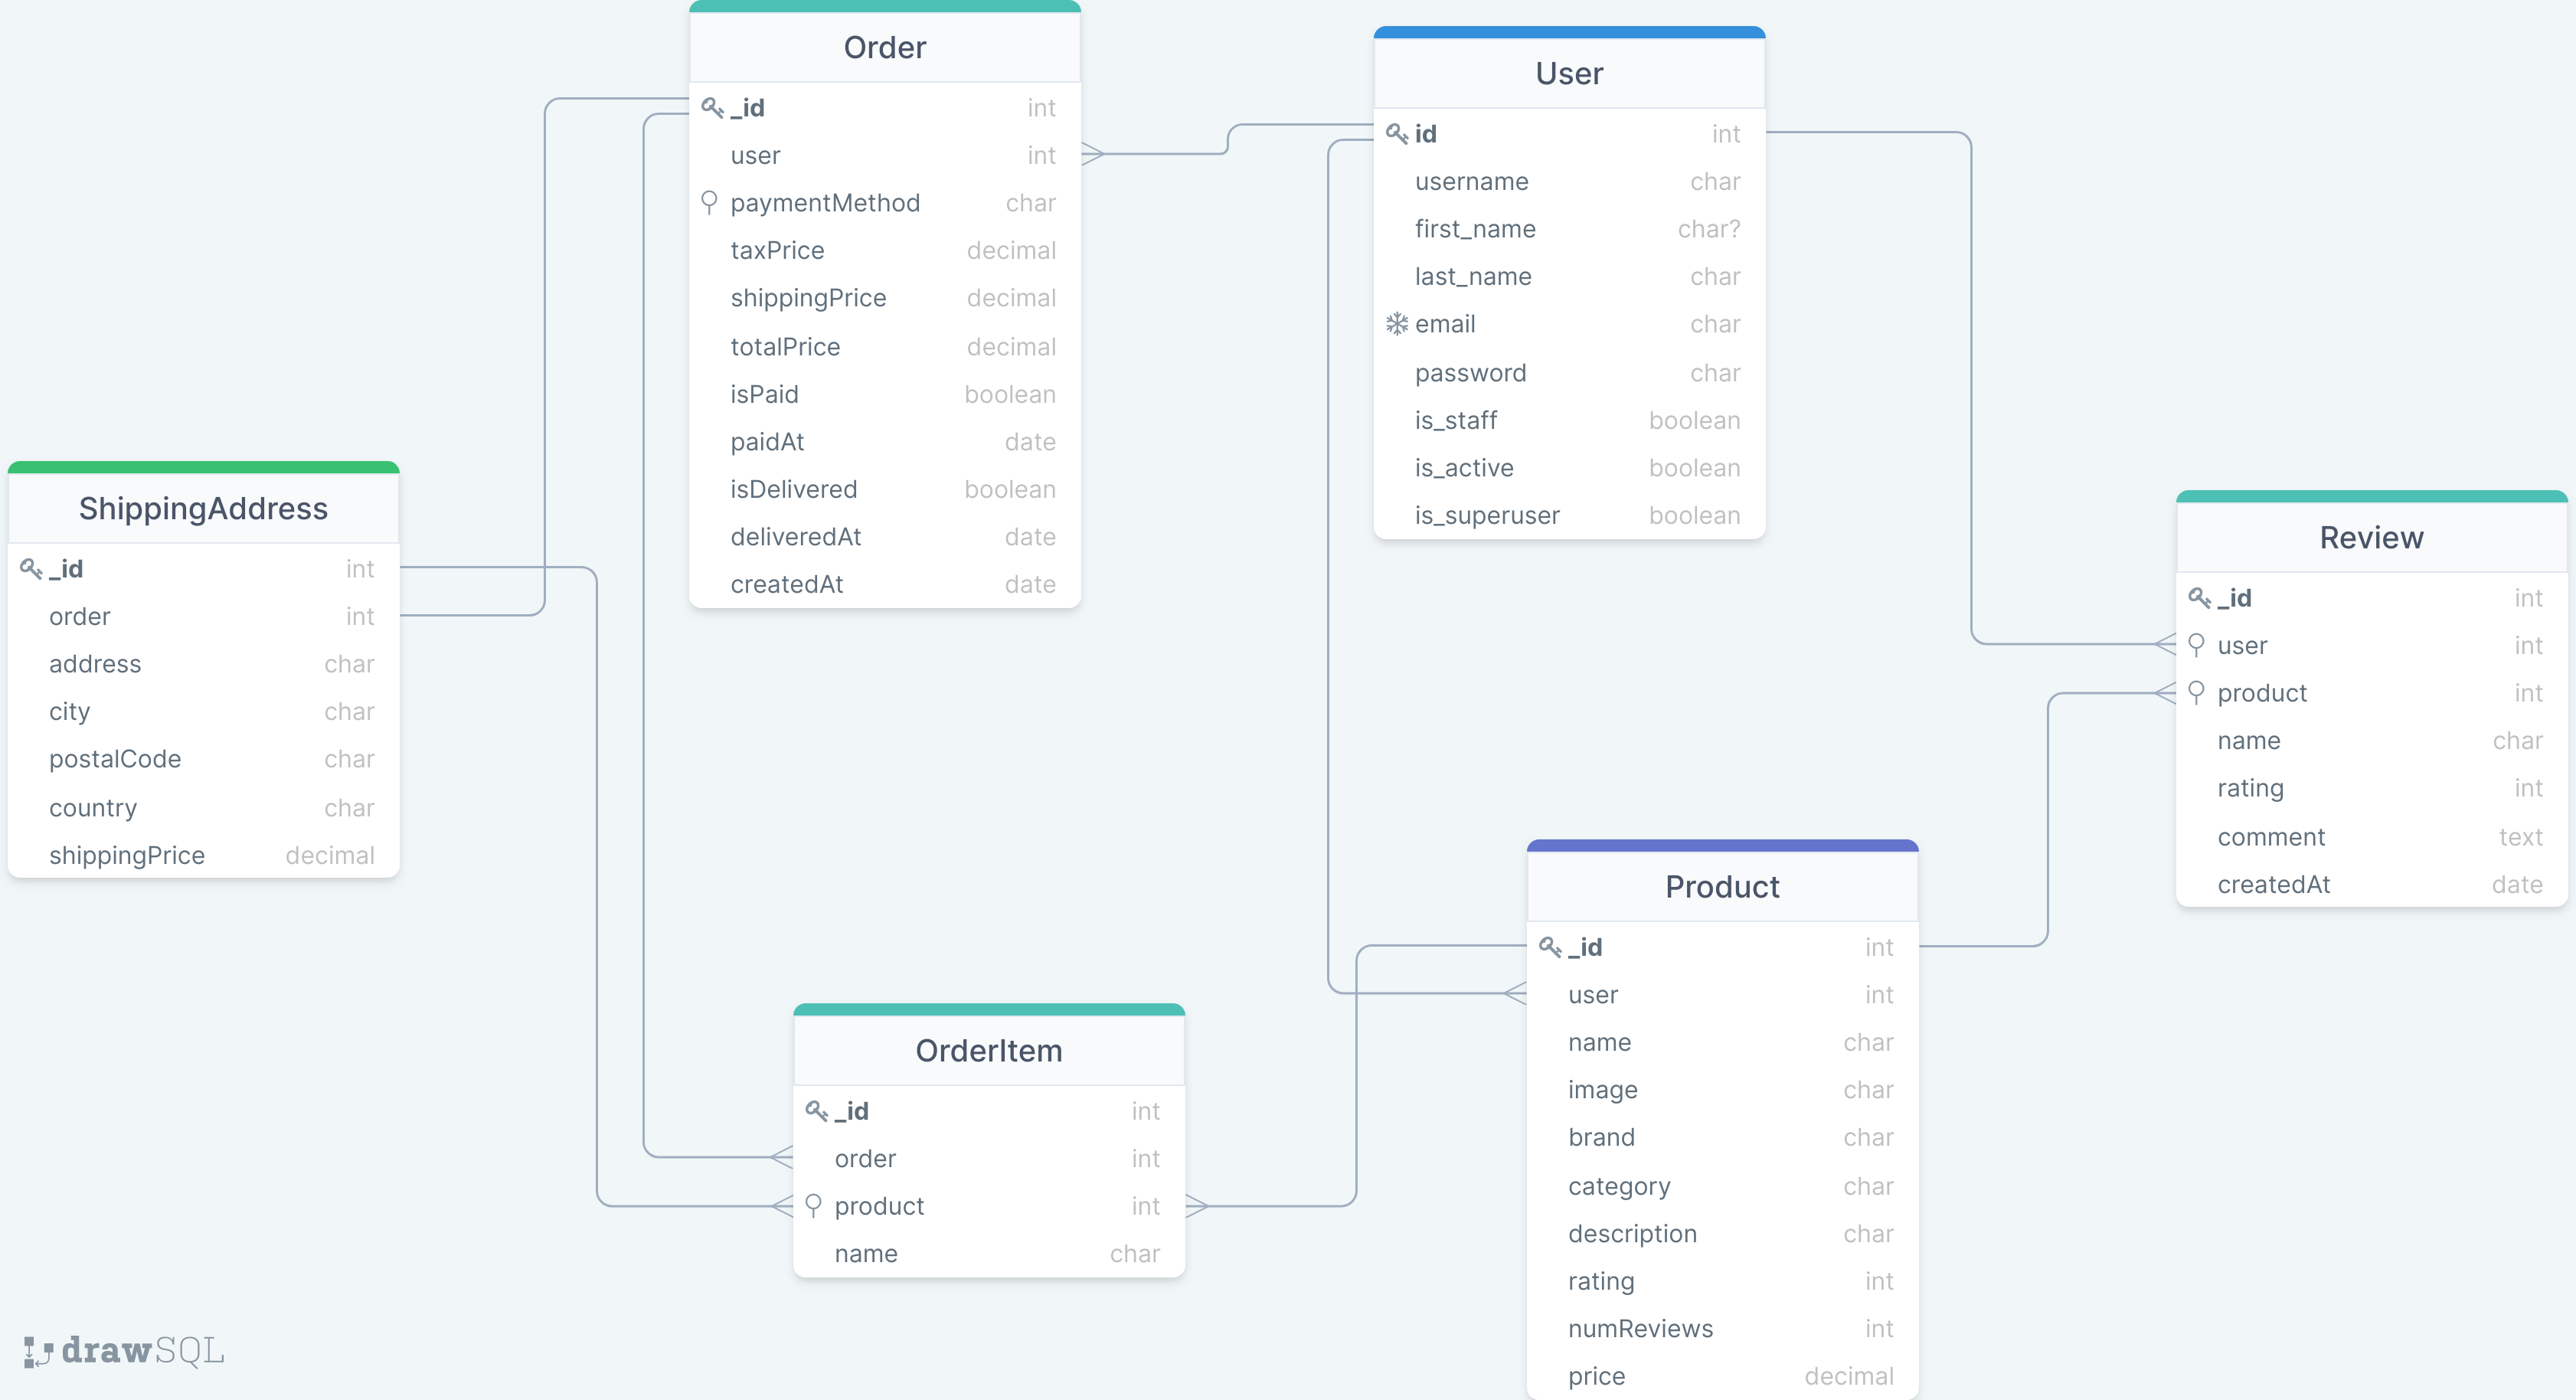 Order
_id int
user int
paymentMethod char
taxPrice decimal
shippingPrice decimal
totalPrice decimal
isPaid boolean
paidAt date
isDelivered boolean
deliveredAt date
createdAt date
User
id int
username char
first_name char?
last_name char
email char
password char
is_staff boolean
is_active boolean
is_superuser boolean
ShippingAddress
_id int
order int
address char
city char
postalCode char
country char
shippingPrice decimal
Review
_id int
user int
product int
name char
rating int
comment text
createdAt date
Product
_id int
user int
name char
image char
brand char
category char
description char
rating int
numReviews int
price decimal
OrderItem
_id int
order int
product int
name char
drawSQL